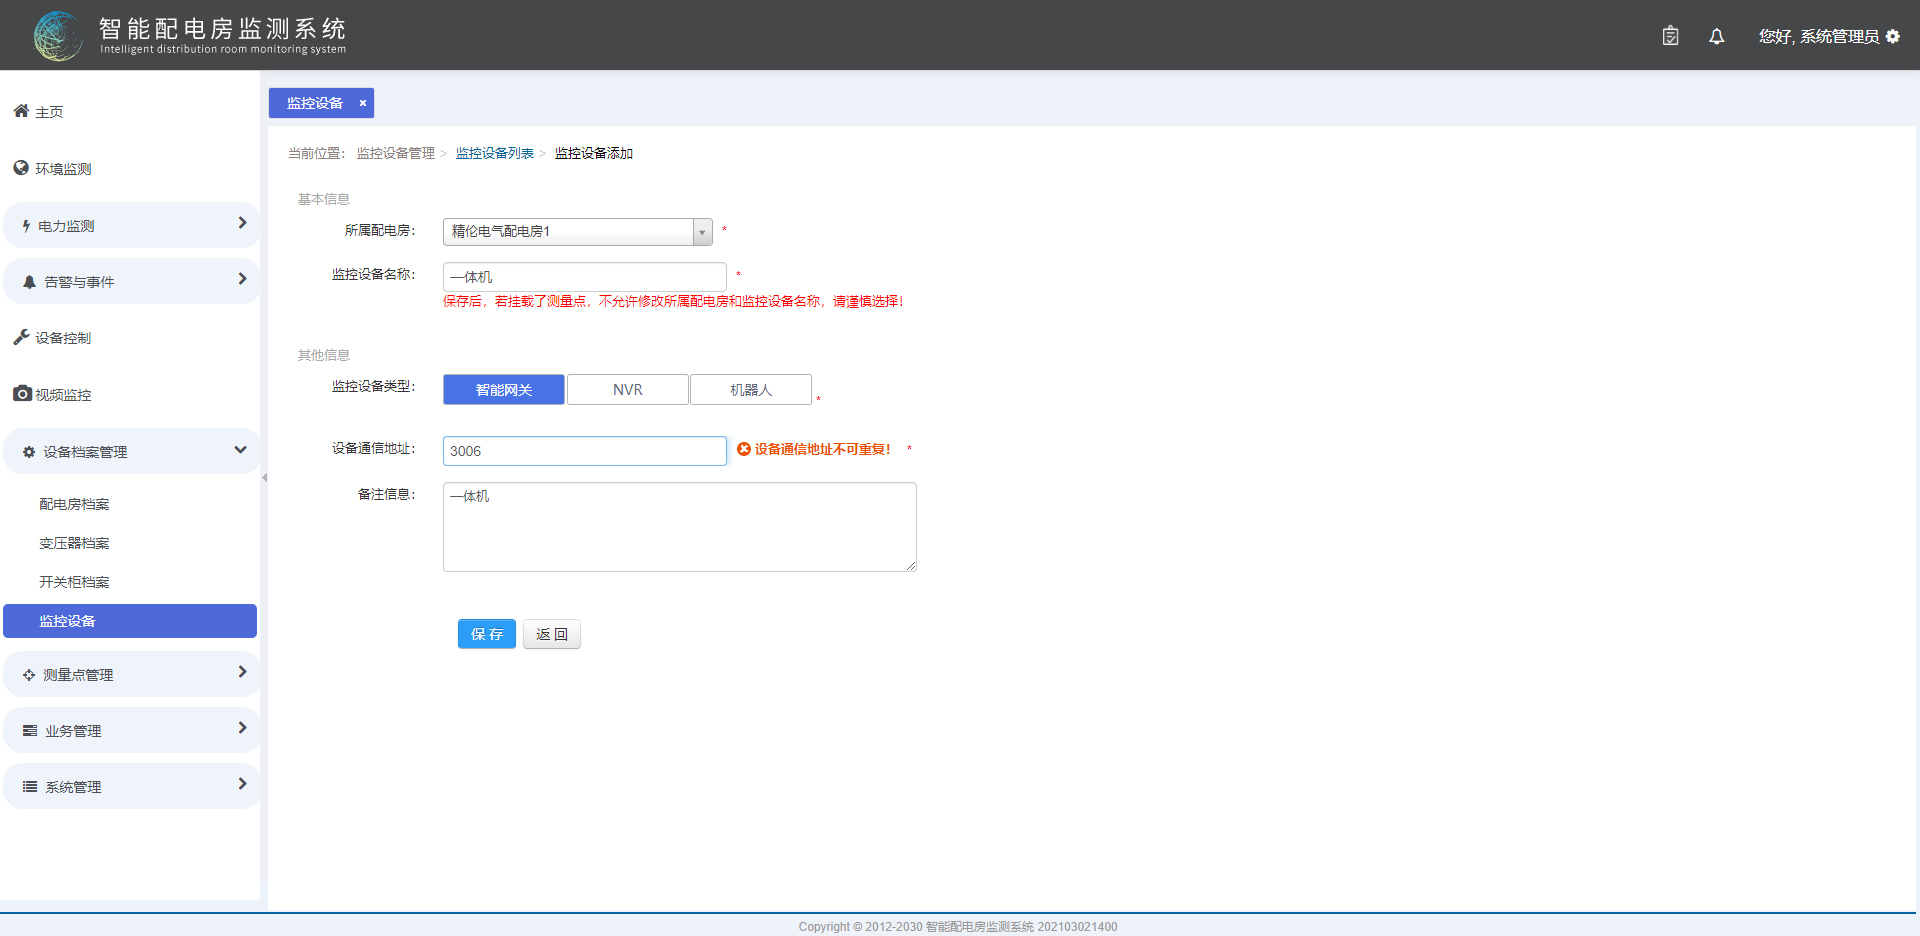 智能配电房监测系统
Intelligent distribution room monitoring system
您好, 系统管理员
主页
环境监测
电力监测
告警与事件
设备控制
视频监控
设备档案管理
配电房档案
变压器档案
开关柜档案
监控设备
测量点管理
业务管理
系统管理
监控设备 ×
当前位置： 监控设备管理 > 监控设备列表 > 监控设备添加
基本信息
所属配电房： 精伦电气配电房1 *
监控设备名称： 一体机 *
保存后，若挂载了测量点，不允许修改所属配电房和监控设备名称，请谨慎选择！
其他信息
监控设备类型： 智能网关 NVR 机器人 *
设备通信地址： 3006 设备通信地址不可重复！ *
备注信息： 一体机
保 存 返 回
Copyright © 2012-2030 智能配电房监测系统 202103021400